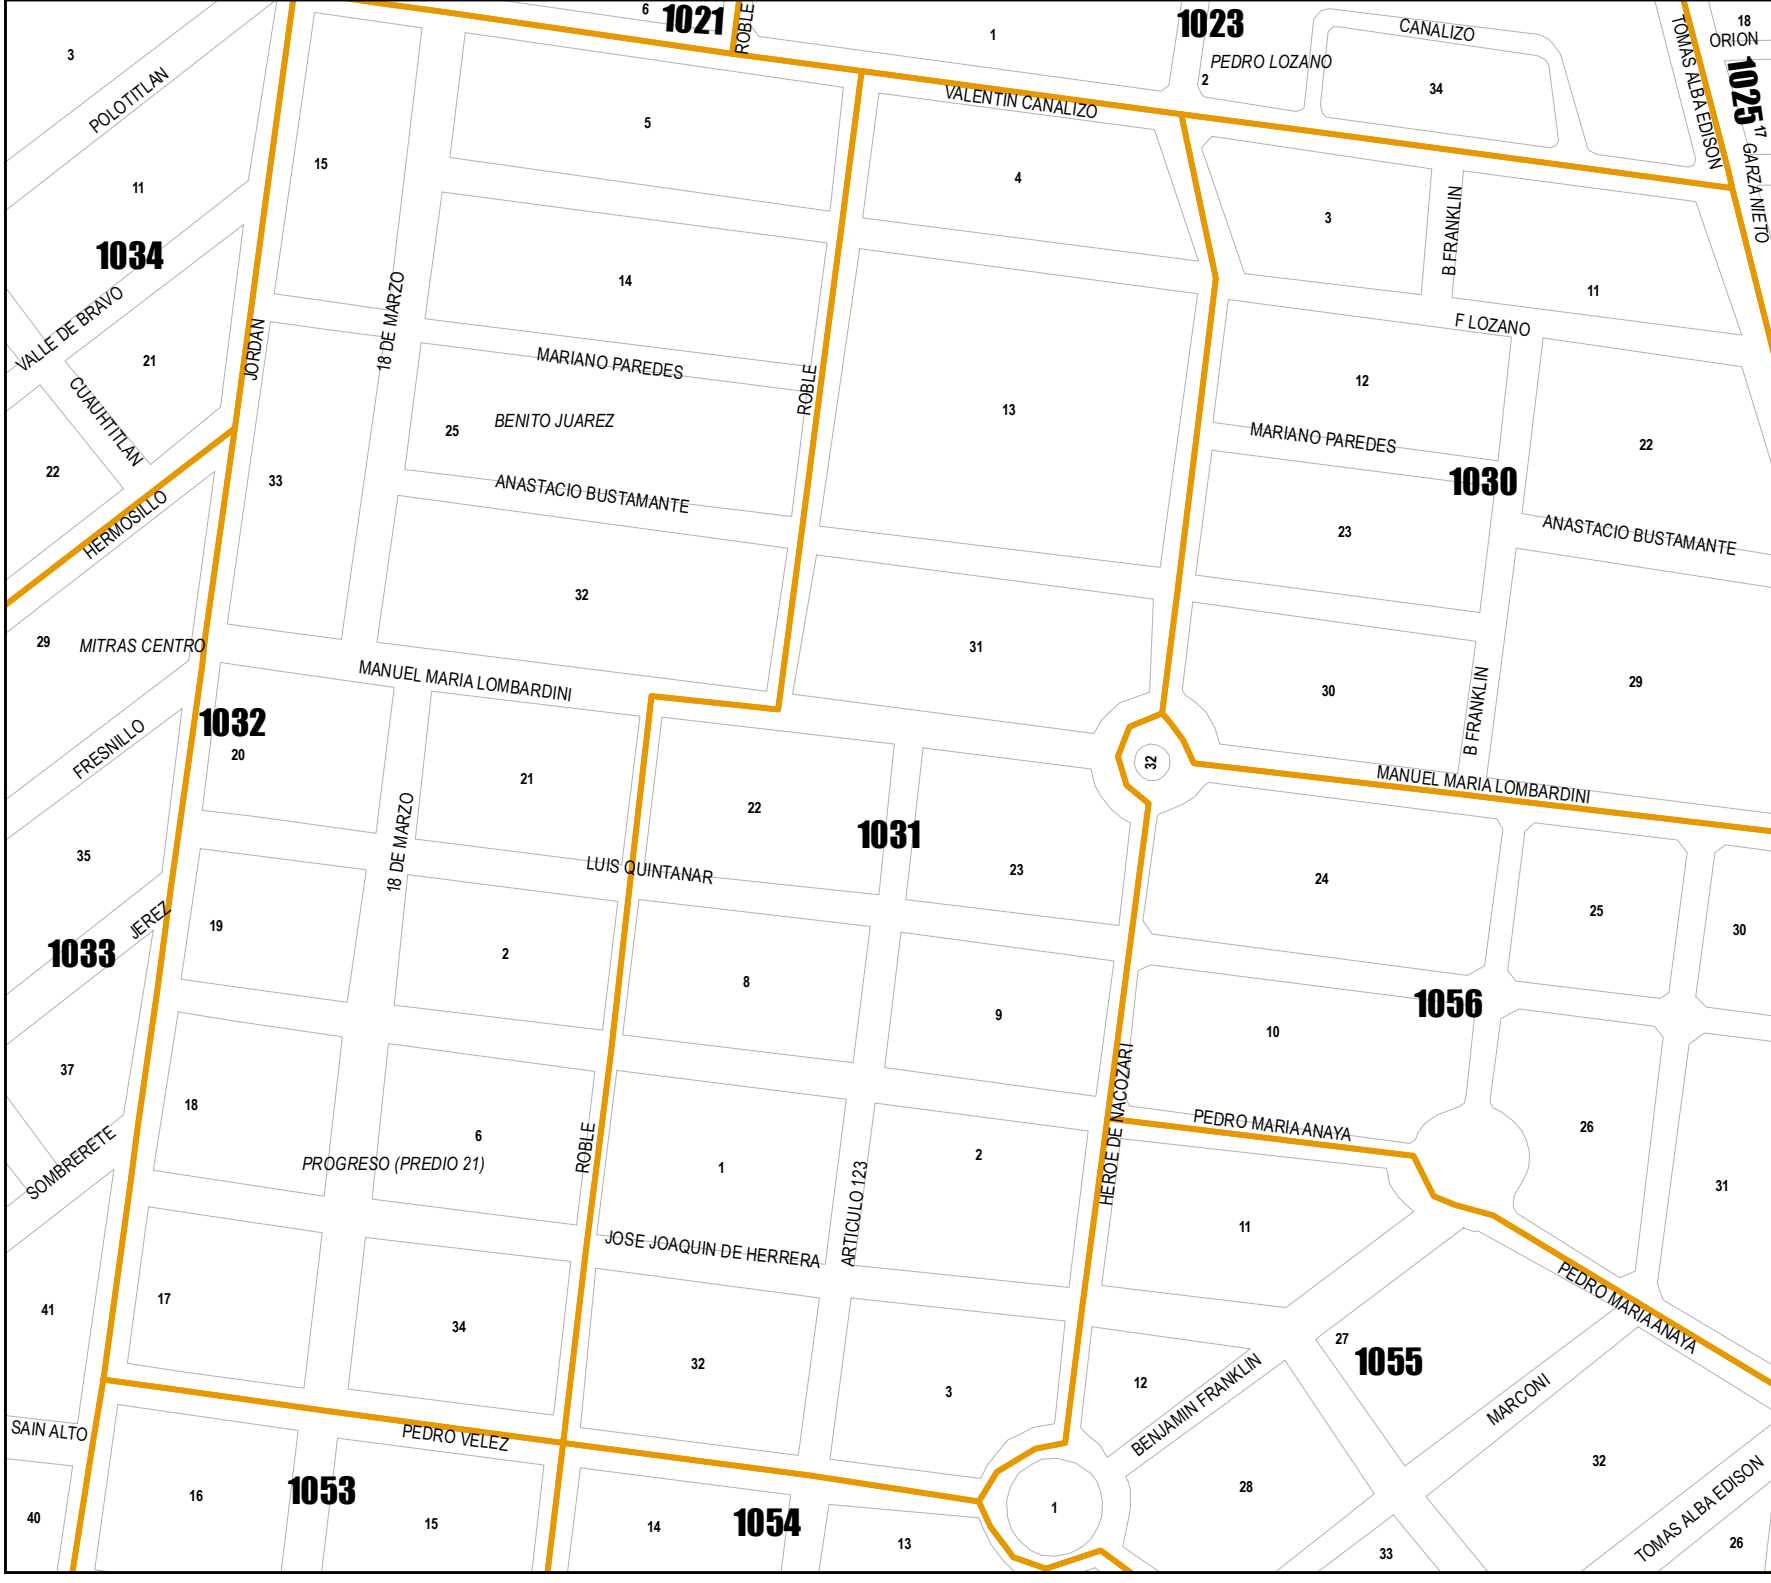 6
1021
ROBLE
1
1023
CANALIZO
TOMAS ALBA EDISON
18
ORION
3
PEDRO LOZANO
2
34
1025
17
POLOTITLAN
VALENTIN CANALIZO
5
15
4
GARZA NIETO
11
3
B FRANKLIN
1034
14
11
VALLE DE BRAVO
18 DE MARZO
F LOZANO
JORDAN
21
MARIANO PAREDES
ROBLE
12
CUAUHTITLAN
25
BENITO JUAREZ
13
MARIANO PAREDES
22
22
33
ANASTACIO BUSTAMANTE
1030
HERMOSILLO
23
ANASTACIO BUSTAMANTE
32
29
MITRAS CENTRO
31
MANUEL MARIA LOMBARDINI
30
B FRANKLIN
29
1032
20
FRESNILLO
21
32
MANUEL MARIA LOMBARDINI
22
1031
18 DE MARZO
35
LUIS QUINTANAR
23
24
25
30
JEREZ
19
1033
2
8
9
1056
10
37
18
HEROE DE NACOZARI
PEDRO MARIA ANAYA
26
6
ROBLE
SOMBRERETE
PROGRESO (PREDIO 21)
1
2
31
ARTICULO 123
11
JOSE JOAQUIN DE HERRERA
41
17
34
PEDRO MARIA ANAYA
27
1055
32
3
12
BENJAMIN FRANKLIN
MARCONI
SAIN ALTO
PEDRO VELEZ
32
1053
16
28
TOMAS ALBA EDISON
40
15
14
1054
1
13
33
26